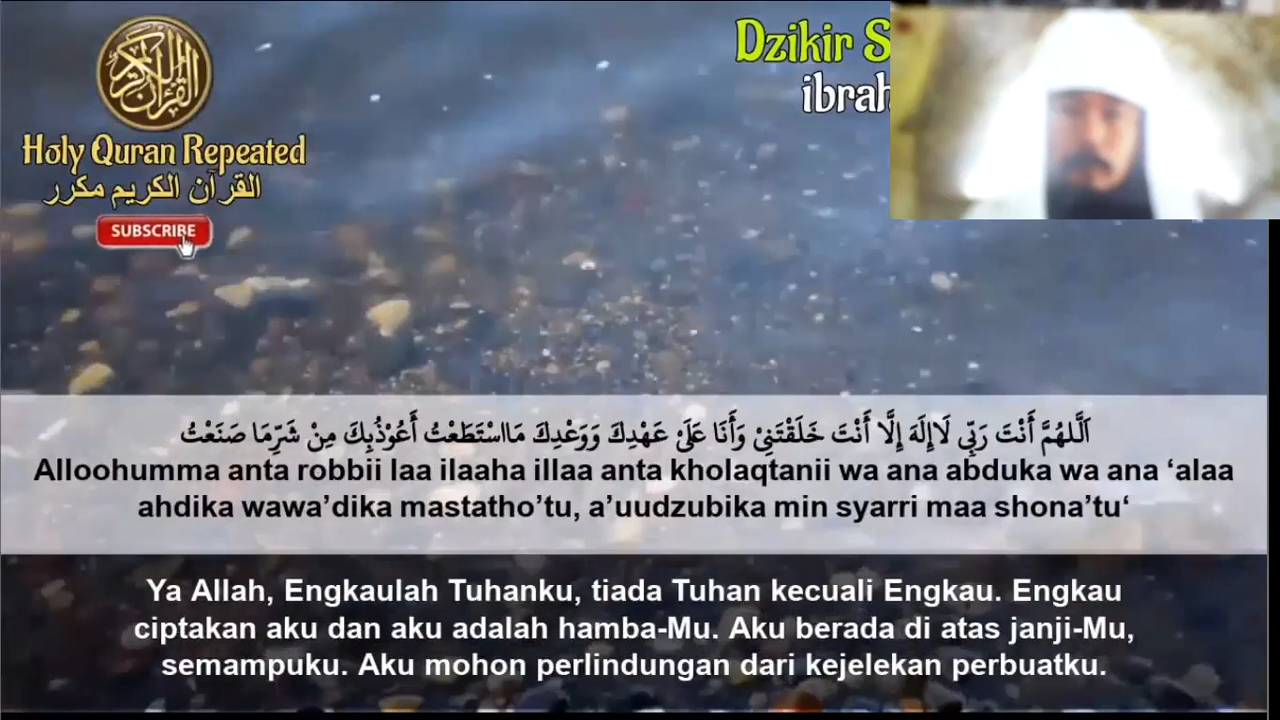 Dzikir S
ibrah
Holy Quran Repeated
القرآن الكريم مكرر
SUBSCRIBE
اَللّٰهُمَّ أَنْتَ رَبِّي لَاإِلَهَ إِلَّا أَنْتَ خَلَقْتَنِيْ وَأَنَا عَلَىْ عَهْدِكَ وَوَعْدِكَ مَااسْتَطَعْتُ أَعُوْذُبِكَ مِنْ شَرِّمَا صَنَعْتُ
Alloohumma anta robbii laa ilaaha illaa anta kholaqtanii wa ana abduka wa ana ‘alaa
ahdika wawa’dika mastatho’tu, a’uudzubika min syarri maa shona’tu‘
Ya Allah, Engkaulah Tuhanku, tiada Tuhan kecuali Engkau. Engkau
ciptakan aku dan aku adalah hamba-Mu. Aku berada di atas janji-Mu,
semampuku. Aku mohon perlindungan dari kejelekan perbuatku.